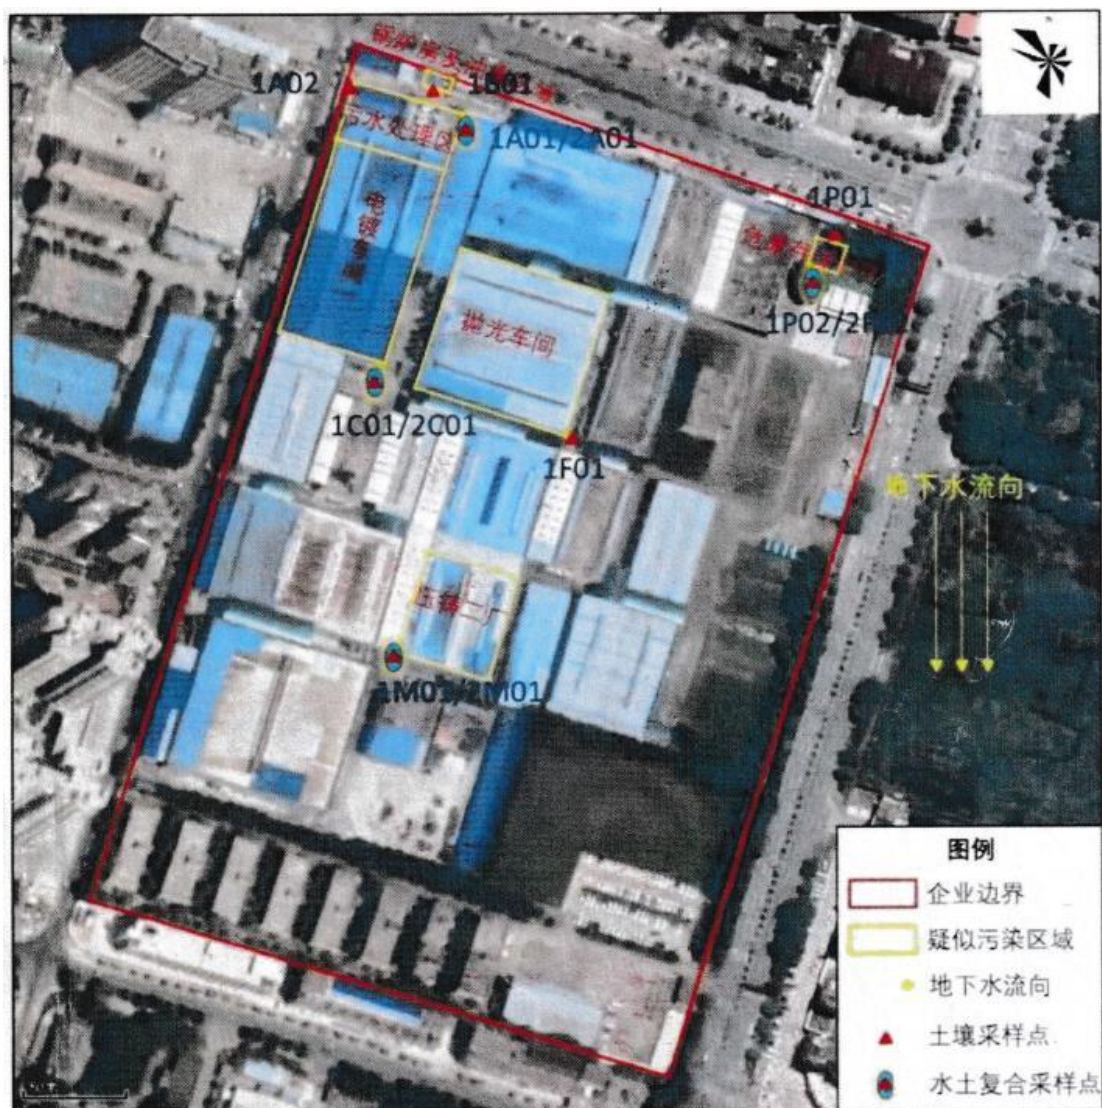 1A02
1B01
污水处理区
1A01/2A01
1P01
电镀车间
抛光车间
1P02/2P02
1C01/2C01
1F01
地下水流向
压铸二厂
1M01/2M01
图例
企业边界
疑似污染区域
地下水流向
土壤采样点
水土复合采样点